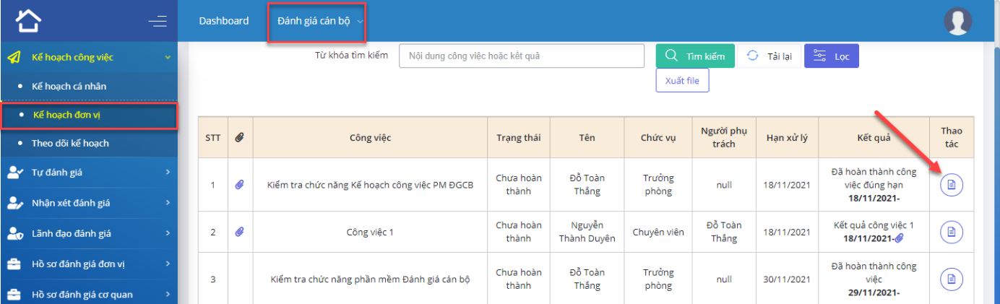 Dashboard
Đánh giá cán bộ
Kế hoạch công việc
Kế hoạch cá nhân
Kế hoạch đơn vị
Theo dõi kế hoạch
Tự đánh giá
Nhận xét đánh giá
Lãnh đạo đánh giá
Hồ sơ đánh giá đơn vị
Hồ sơ đánh giá cơ quan
Từ khóa tìm kiếm
Nội dung công việc hoặc kết quả
Tìm kiếm
Tải lại
Lọc
Xuất file
STT
Công việc
Trạng thái
Tên
Chức vụ
Người phụ
trách
Hạn xử lý
Kết quả
Thao
tác
1
Kiểm tra chức năng Kế hoạch công việc PM ĐGCB
Chưa hoàn
thành
Đỗ Toàn
Thắng
Trưởng
phòng
null
18/11/2021
Đã hoàn thành công
việc đúng hạn
18/11/2021-
2
Công việc 1
Chưa hoàn
thành
Nguyễn
Thành Duyên
Chuyên viên
Đỗ Toàn
Thắng
18/11/2021
Kết quả công việc 1
18/11/2021-
3
Kiểm tra chức năng phần mềm Đánh giá cán bộ
Chưa hoàn
thành
Đỗ Toàn
Thắng
Trưởng
phòng
null
30/11/2021
Đã hoàn thành công
việc
29/11/2021-